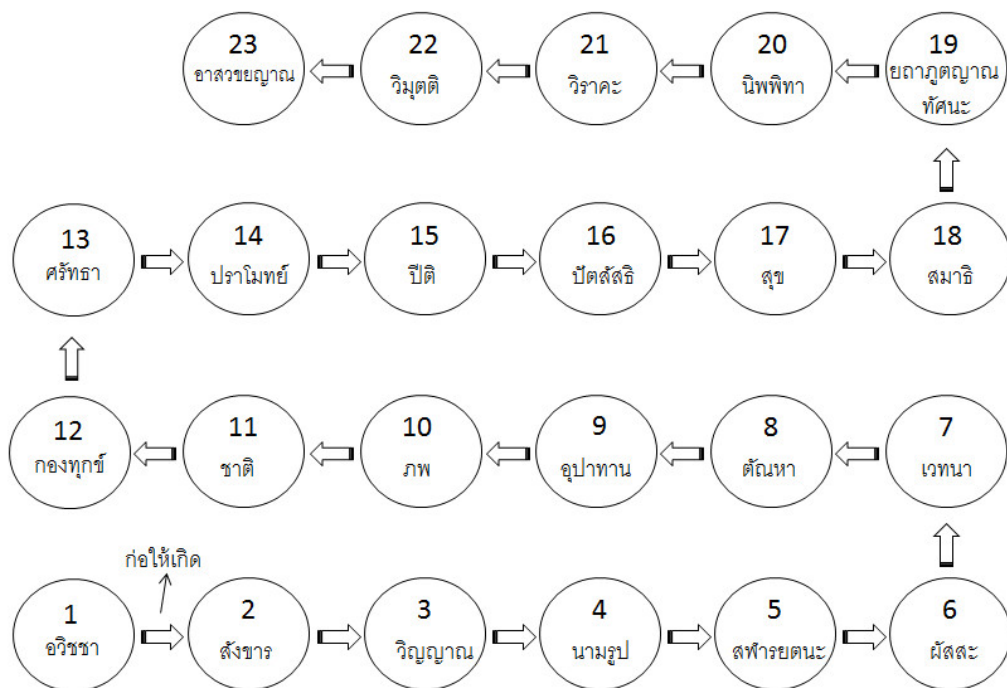 23
อาสวขยญาณ
22
วิมุตติ
21
วิราคะ
20
นิพพิทา
19
ยถาภูตญาณ
ทัศนะ
13
ศรัทธา
14
ปราโมทย์
15
ปีติ
16
ปัตสัสธิ
17
สุข
18
สมาธิ
12
กองทุกข์
11
ชาติ
10
ภพ
9
อุปาทาน
8
ตัณหา
7
เวทนา
ก่อให้เกิด
1
อวิชชา
2
สังขาร
3
วิญญาณ
4
นามรูป
5
สฬารยตนะ
6
ผัสสะ